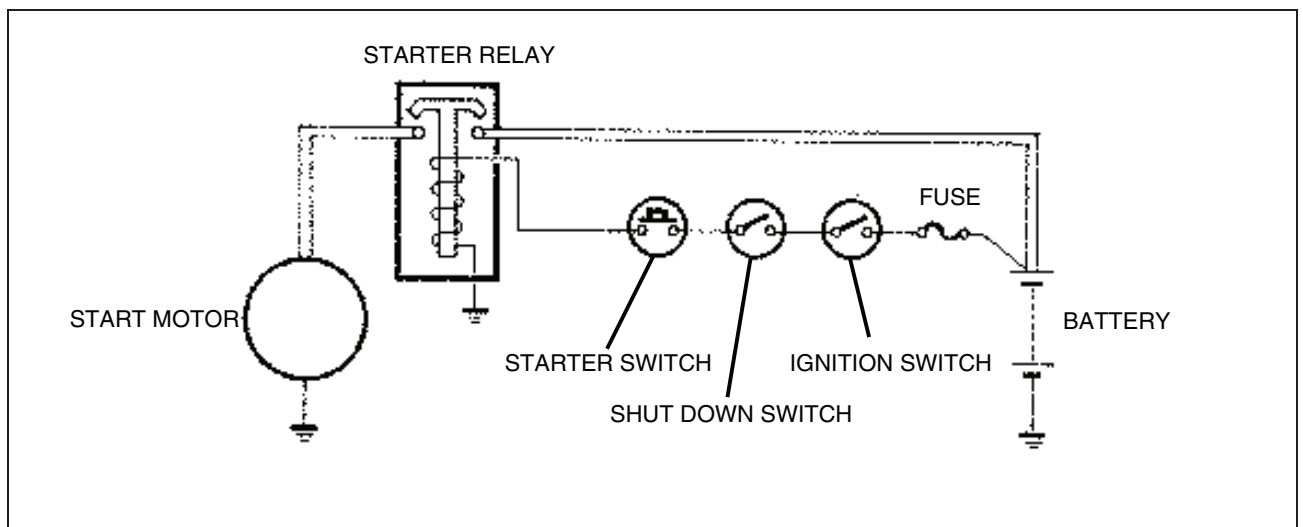 STARTER RELAY
FUSE
START MOTOR
BATTERY
STARTER SWITCH
IGNITION SWITCH
SHUT DOWN SWITCH